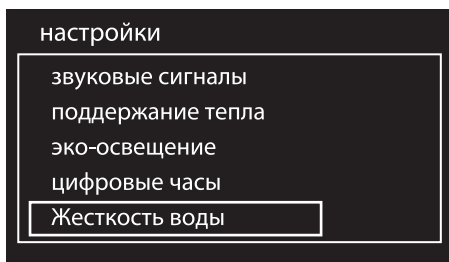 настройки
звуковые сигналы
поддержание тепла
эко-освещение
цифровые часы
Жесткость воды